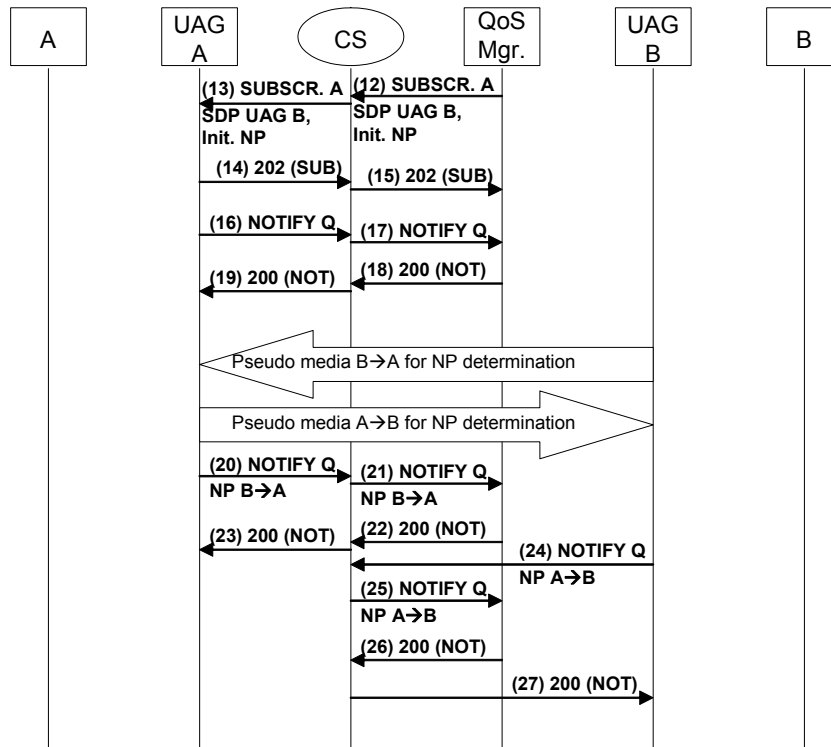 A
UAG
A
CS
QoS
Mgr.
UAG
B
B
(13) SUBSCR. A
(12) SUBSCR. A
SDP UAG B,
Init. NP
SDP UAG B,
Init. NP
(14) 202 (SUB)
(15) 202 (SUB)
(16) NOTIFY Q
(17) NOTIFY Q
(19) 200 (NOT)
(18) 200 (NOT)
Pseudo media B→A for NP determination
Pseudo media A→B for NP determination
(20) NOTIFY Q
(21) NOTIFY Q
NP B→A
NP B→A
(23) 200 (NOT)
(22) 200 (NOT)
(24) NOTIFY Q
NP A→B
(25) NOTIFY Q
NP A→B
(26) 200 (NOT)
(27) 200 (NOT)